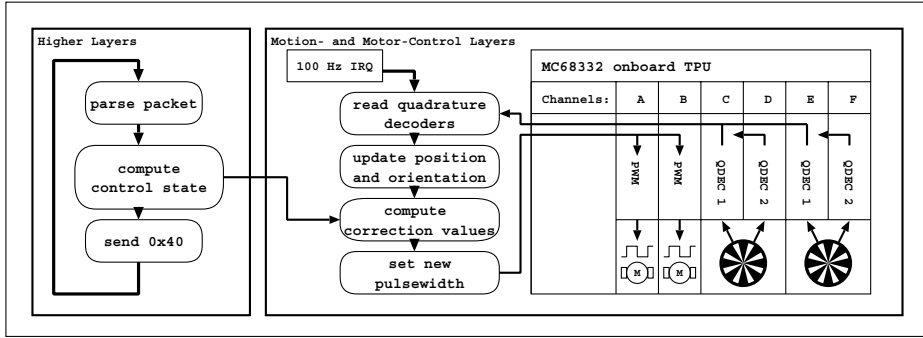 Higher Layers
parse packet
compute
control state
send 0x40
Motion- and Motor-Control Layers
100 Hz IRQ
read quadrature
decoders
update position
and orientation
compute
correction values
set new
pulsewidth
MC68332 onboard TPU
Channels: A B C D E F
PWM
PWM
QDEC 1
QDEC 2
QDEC 1
QDEC 2
M
M